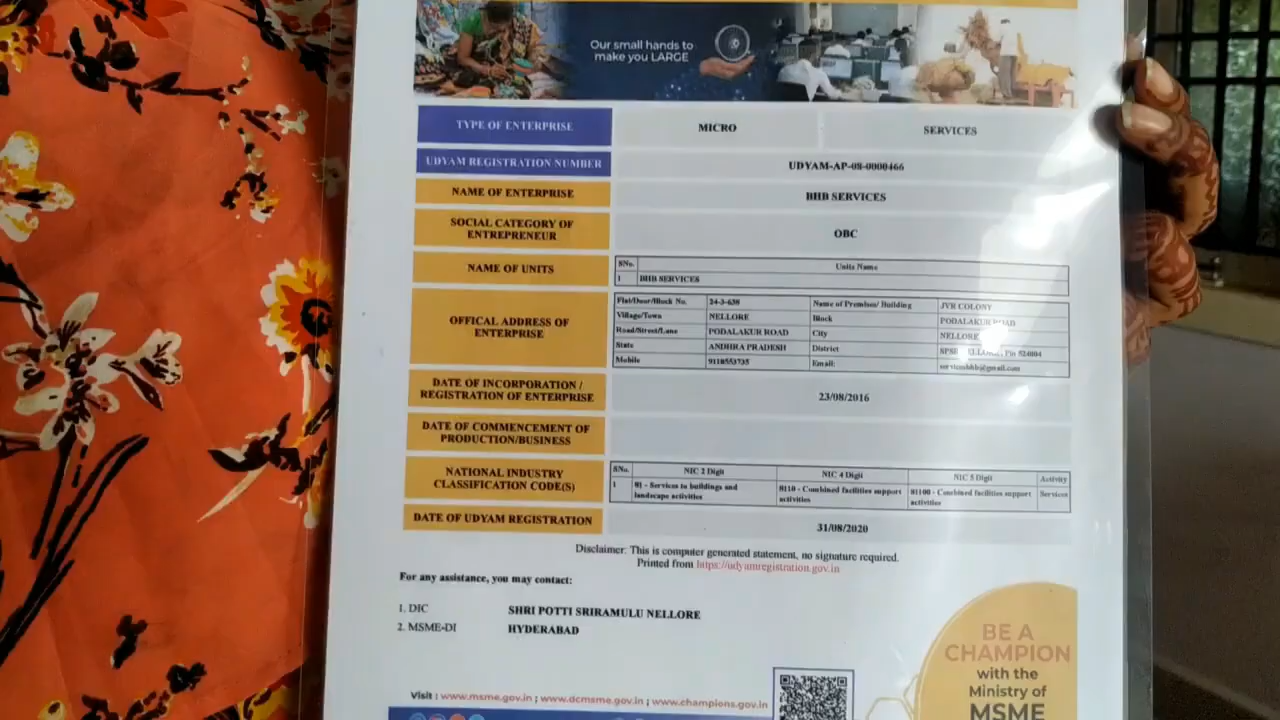 Our small hands to
make you LARGE
TYPE OF ENTERPRISE MICRO SERVICES
UDYAM REGISTRATION NUMBER UDYAM-AP-08-0000466
NAME OF ENTERPRISE BHB SERVICES
SOCIAL CATEGORY OF
ENTREPRENEUR OBC
NAME OF UNITS
SNo. Units Name
1 BHB SERVICES
OFFICAL ADDRESS OF
ENTERPRISE
Flat/Door/Block No. 24-3-638 Name of Premises/ Building JVR COLONY
Village/Town NELLORE Block PODALAKUR ROAD
Road/Street/Lane PODALAKUR ROAD City NELLORE
State ANDHRA PRADESH District Pin 524004
Mobile Email:
DATE OF INCORPORATION /
REGISTRATION OF ENTERPRISE 23/08/2016
DATE OF COMMENCEMENT OF
PRODUCTION/BUSINESS
NATIONAL INDUSTRY
CLASSIFICATION CODE(S)
SNo. NIC 2 Digit NIC 4 Digit NIC 5 Digit Activity
1 81 - Services to buildings and landscape activities 8110 - Combined facilities support activities 81100 - Combined facilities support activities Services
DATE OF UDYAM REGISTRATION 31/08/2020
Disclaimer: This is computer generated statement, no signature required.
Printed from https://udyamregistration.gov.in
For any assistance, you may contact:
1. DIC SHRI POTTI SRIRAMULU NELLORE
2. MSME-DI HYDERABAD
Visit : www.msme.gov.in ; www.dcmsme.gov.in ; www.champions.gov.in
BE A
CHAMPION
with the
Ministry of
MSME